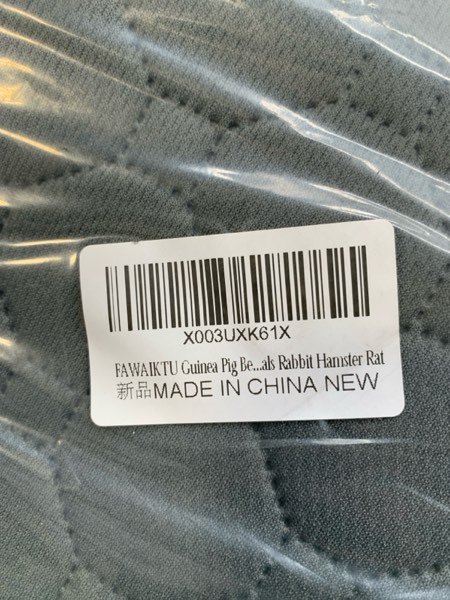 X003UXK61X
FAWAIKTU Guinea Pig Be...als Rabbit Hamster Rat
新品MADE IN CHINA NEW